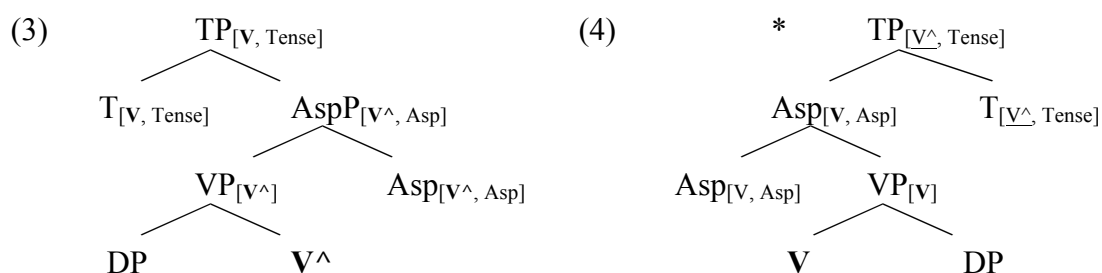 (3) TP[V, Tense] (4) * TP[V^, Tense]
T[V, Tense] AspP[V^, Asp] Asp[V, Asp] T[V^, Tense]
VP[V^] Asp[V^, Asp] Asp[V, Asp] VP[V]
DP V^ V DP